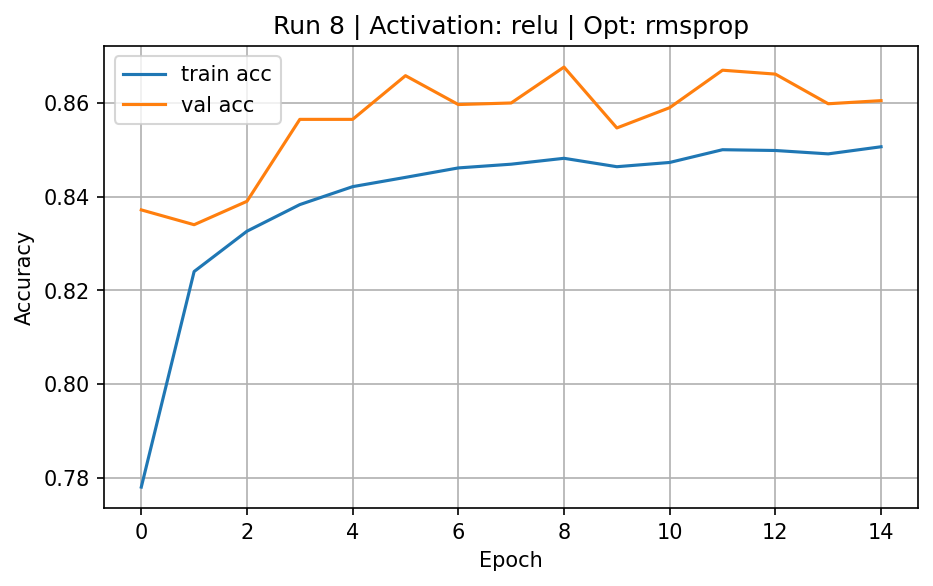 Run 8 | Activation: relu | Opt: rmsprop
train acc
val acc
0.86
0.84
0.82
0.80
0.78
Accuracy
0 2 4 6 8 10 12 14
Epoch